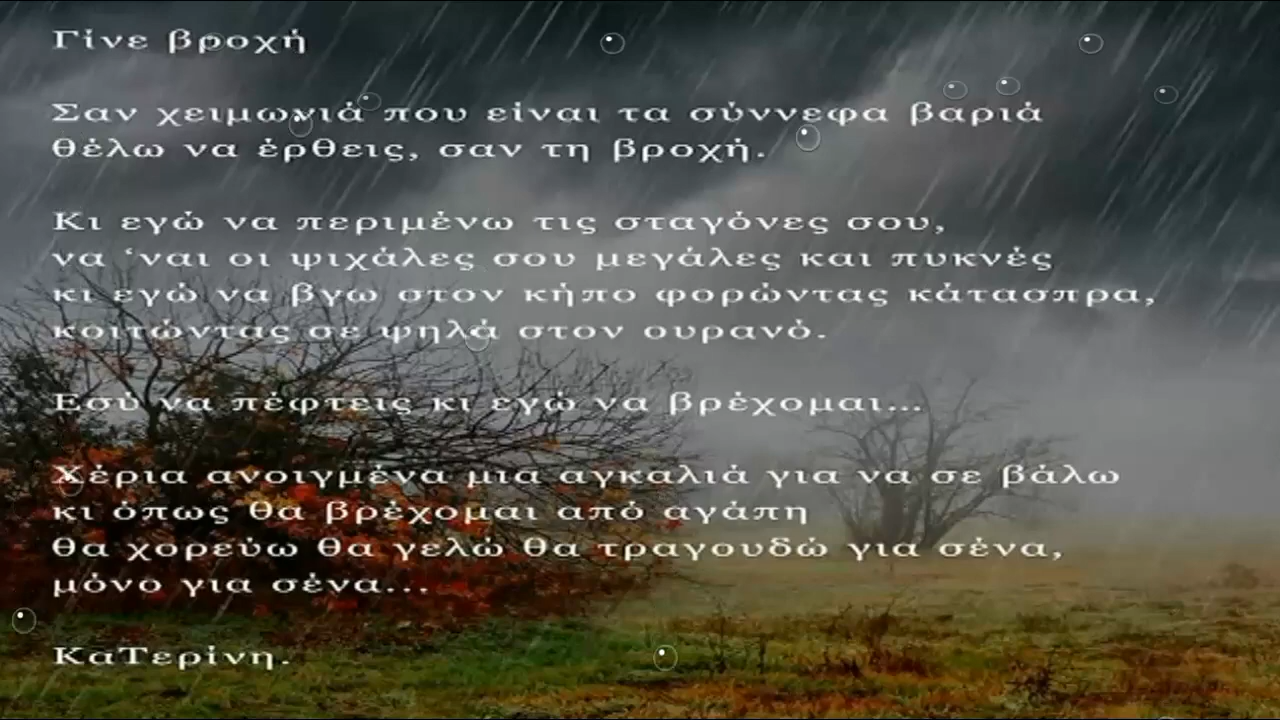 Γίνε βροχή
Σαν χειμωνιά που είναι τα σύννεφα βαριά
θέλω να έρθεις, σαν τη βροχή.
Κι εγώ να περιμένω τις σταγόνες σου,
να ‘ναι οι ψιχάλες σου μεγάλες και πυκνές
κι εγώ να βγω στον κήπο φορώντας κάτασπρα,
κοιτώντας σε ψηλά στον ουρανό.
Εσύ να πέφτεις κι εγώ να βρέχομαι...
Χέρια ανοιγμένα μια αγκαλιά για να σε βάλω
κι όπως θα βρέχομαι από αγάπη
θα χορεύω θα γελώ θα τραγουδώ για σένα,
μόνο για σένα...
ΚαΤερίνη.